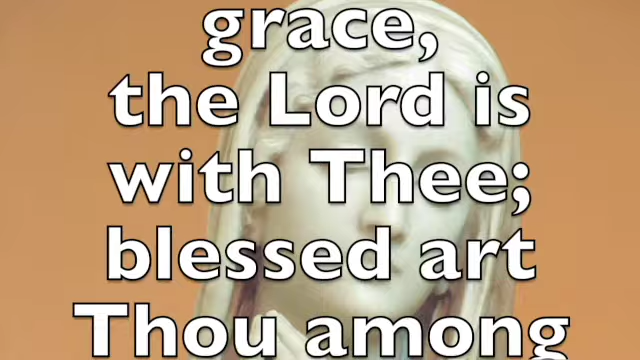 grace,
the Lord is
with Thee;
blessed art
Thou among